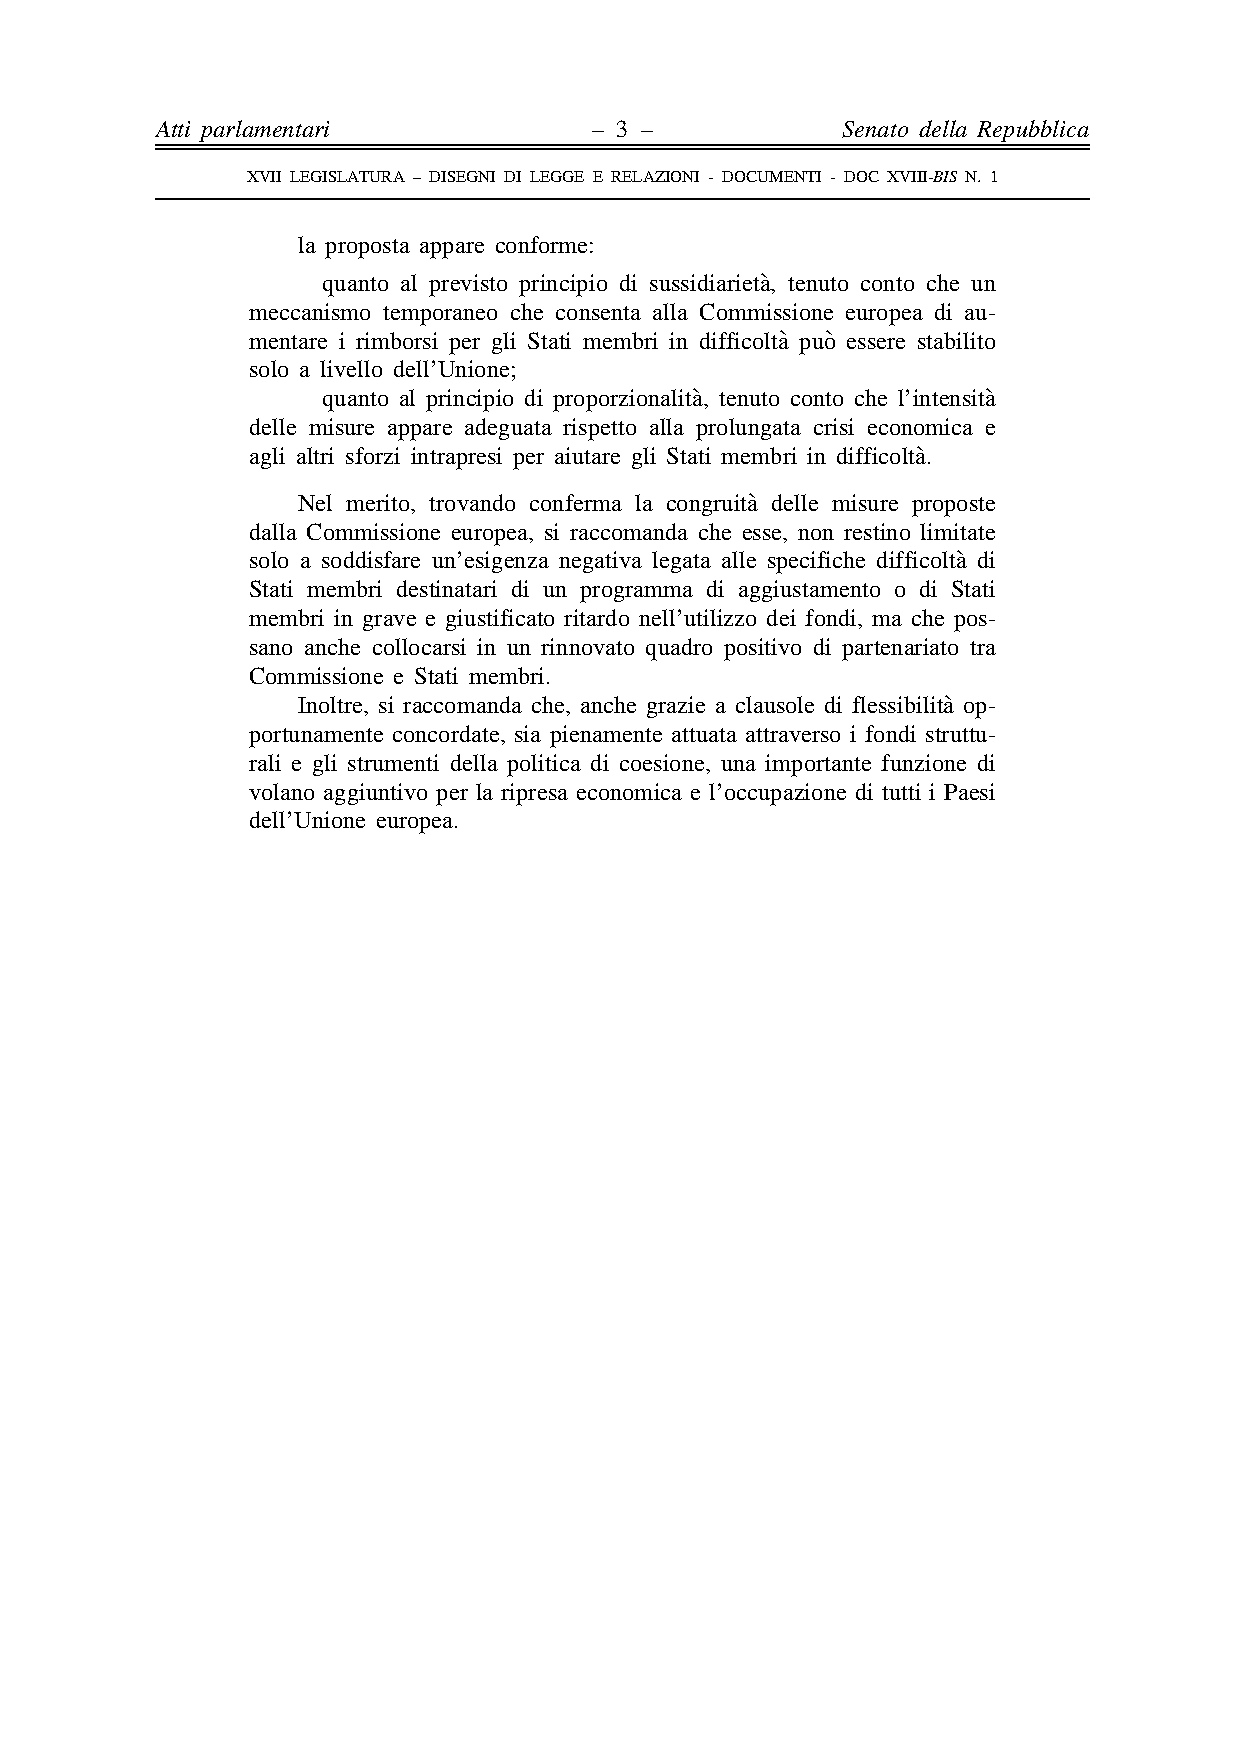 Atti parlamentari – 3 – Senato della Repubblica
XVII LEGISLATURA – DISEGNI DI LEGGE E RELAZIONI - DOCUMENTI - DOC XVIII-BIS N. 1
la proposta appare conforme:
quanto al previsto principio di sussidiarietà, tenuto conto che un
meccanismo temporaneo che consenta alla Commissione europea di au-
mentare i rimborsi per gli Stati membri in difficoltà può essere stabilito
solo a livello dell’Unione;
quanto al principio di proporzionalità, tenuto conto che l’intensità
delle misure appare adeguata rispetto alla prolungata crisi economica e
agli altri sforzi intrapresi per aiutare gli Stati membri in difficoltà.
Nel merito, trovando conferma la congruità delle misure proposte
dalla Commissione europea, si raccomanda che esse, non restino limitate
solo a soddisfare un’esigenza negativa legata alle specifiche difficoltà di
Stati membri destinatari di un programma di aggiustamento o di Stati
membri in grave e giustificato ritardo nell’utilizzo dei fondi, ma che pos-
sano anche collocarsi in un rinnovato quadro positivo di partenariato tra
Commissione e Stati membri.
Inoltre, si raccomanda che, anche grazie a clausole di flessibilità op-
portunamente concordate, sia pienamente attuata attraverso i fondi struttu-
rali e gli strumenti della politica di coesione, una importante funzione di
volano aggiuntivo per la ripresa economica e l’occupazione di tutti i Paesi
dell’Unione europea.